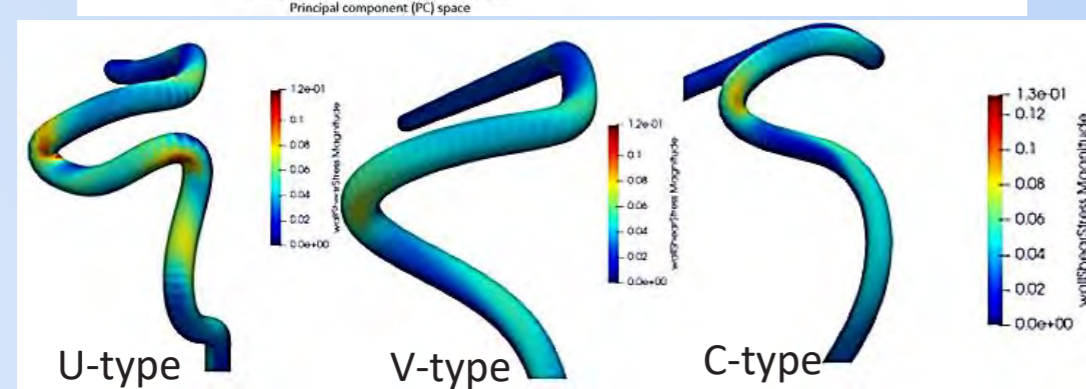 Principal component (PC) space
1.2e-01
0.1
0.08
0.06
0.04
0.02
0.0e+00
wallShearStress Magnitude
U-type
1.2e-01
0.1
0.08
0.06
0.04
0.02
0.0e+00
wallShearStress Magnitude
V-type
1.3e-01
0.12
0.10
0.08
0.06
0.04
0.02
0.0e+00
wallShearStress Magnitude
C-type